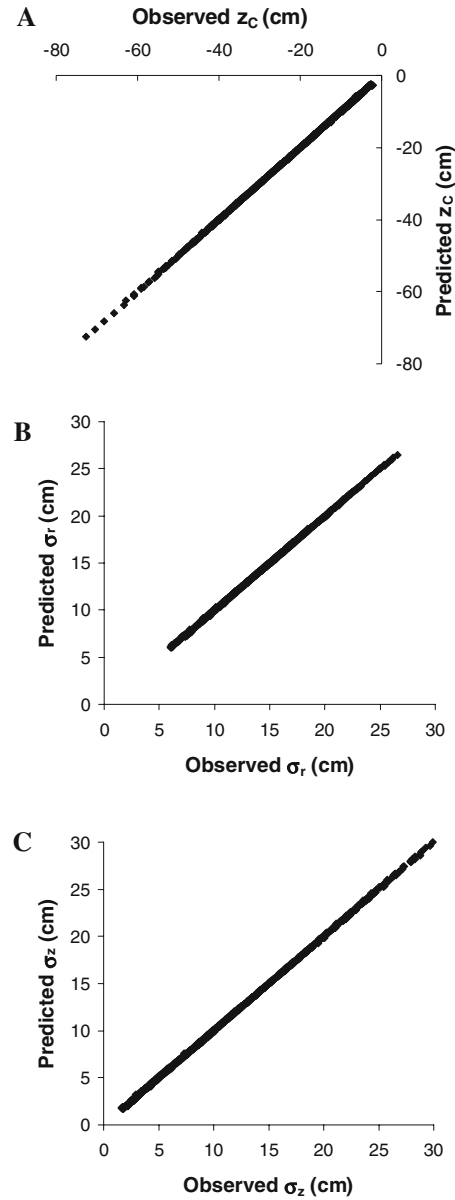 A
Observed zC (cm)
-80 -60 -40 -20 0
0
-20
-40
-60
-80
Predicted zC (cm)
B
30
25
20
15
10
5
0
Predicted σr (cm)
0 5 10 15 20 25 30
Observed σr (cm)
C
30
25
20
15
10
5
0
Predicted σz (cm)
0 5 10 15 20 25 30
Observed σz (cm)